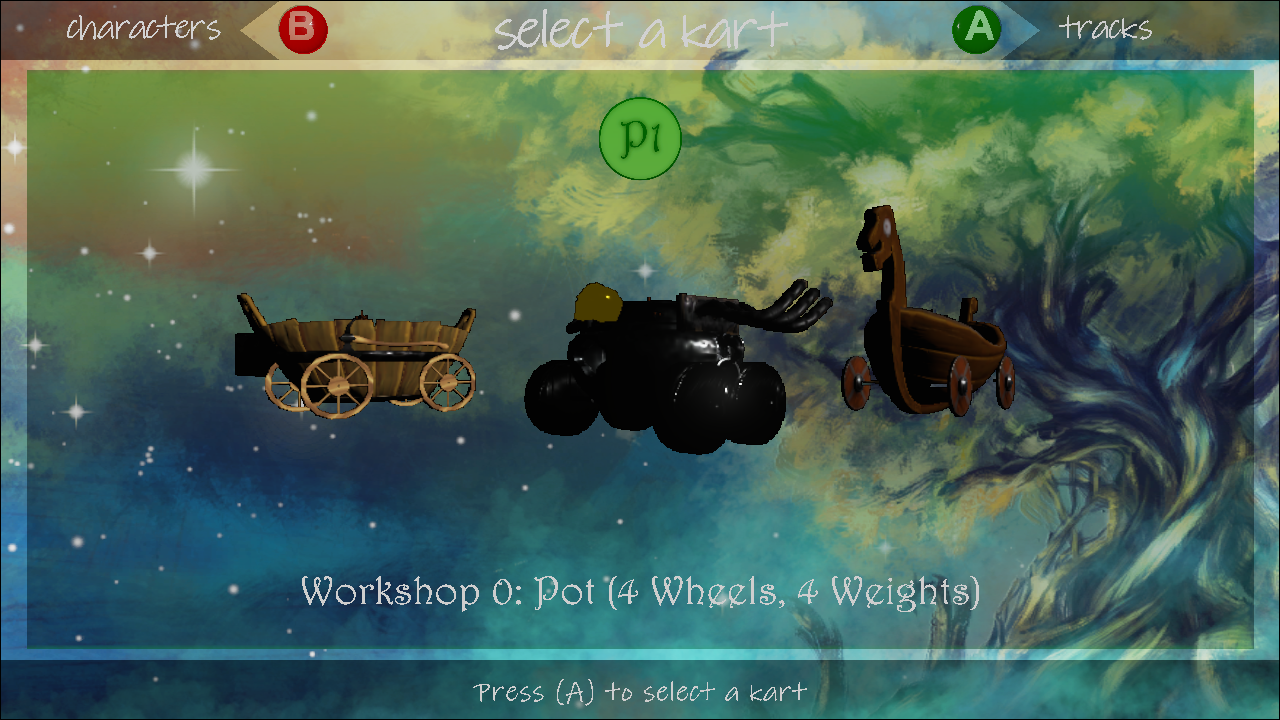 characters B select a kart A tracks
P1
Workshop 0: Pot (4 Wheels, 4 Weights)
Press (A) to select a kart